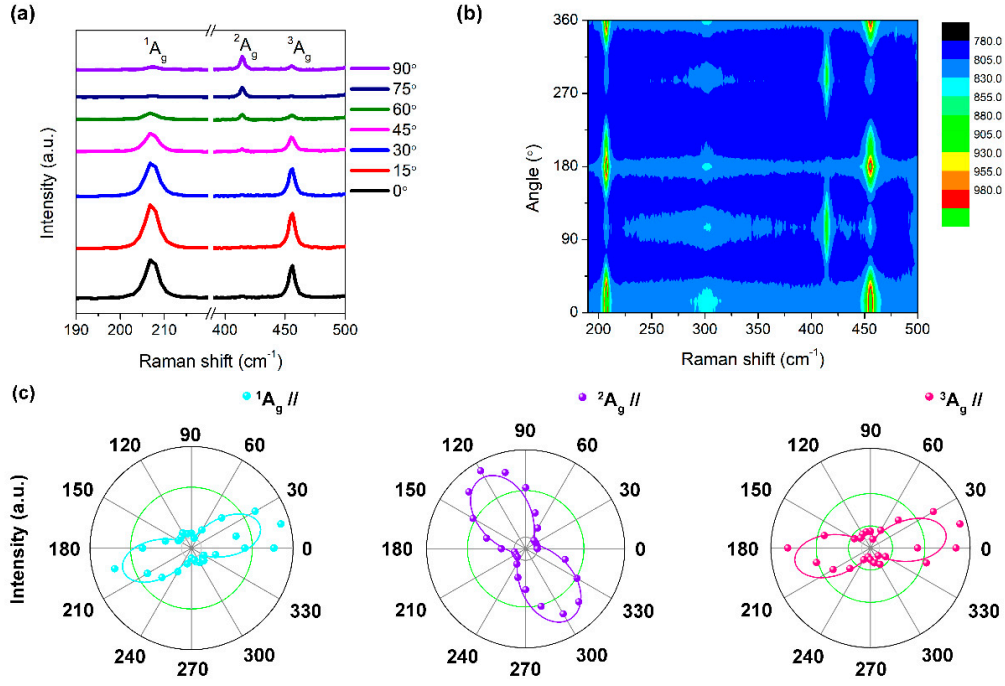 (a)
¹Ag
²Ag
³Ag
90°
75°
60°
45°
30°
15°
0°
Intensity (a.u.)
190 200 210 400 450 500
Raman shift (cm⁻¹)
(b)
360
270
180
90
0
Angle (°)
200 250 300 350 400 450 500
Raman shift (cm⁻¹)
780.0
805.0
830.0
855.0
880.0
905.0
930.0
955.0
980.0
(c)
Intensity (a.u.)
¹Ag //
90
120 60
150 30
180 0
210 330
240 300
270
²Ag //
90
120 60
150 30
180 0
210 330
240 300
270
³Ag //
90
120 60
150 30
180 0
210 330
240 300
270